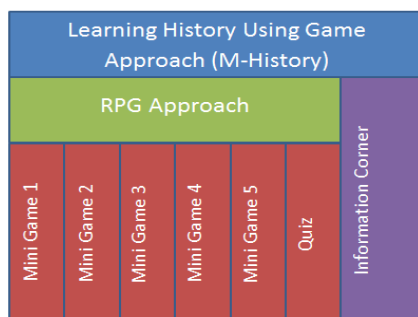 Learning History Using Game
Approach (M-History)
RPG Approach
Mini Game 1
Mini Game 2
Mini Game 3
Mini Game 4
Mini Game 5
Quiz
Information Corner